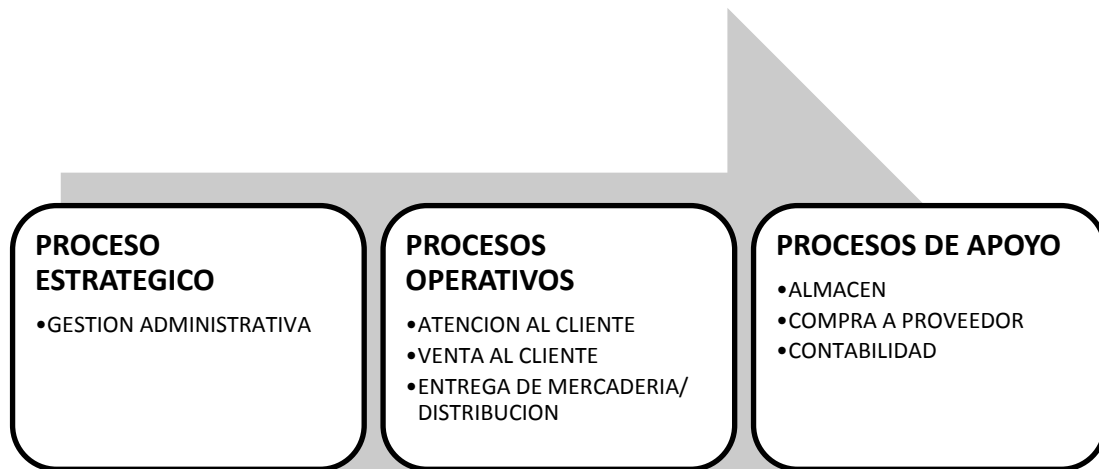 PROCESO
ESTRATEGICO
•GESTION ADMINISTRATIVA
PROCESOS
OPERATIVOS
•ATENCION AL CLIENTE
•VENTA AL CLIENTE
•ENTREGA DE MERCADERIA/
DISTRIBUCION
PROCESOS DE APOYO
•ALMACEN
•COMPRA A PROVEEDOR
•CONTABILIDAD